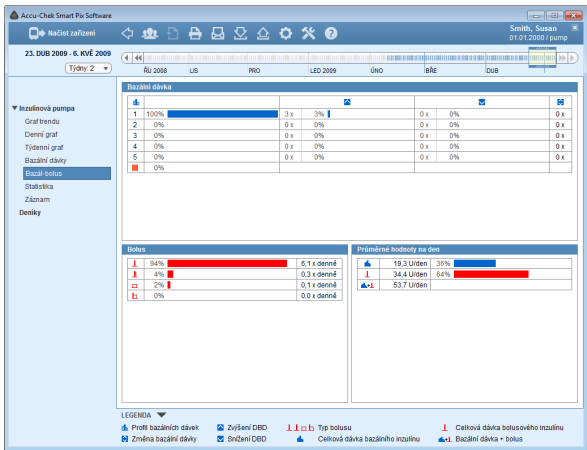 Accu-Chek Smart Pix Software
Načíst zařízení
Smith, Susan
01.01.2000 / pump
23. DUB 2009 - 6. KVĚ 2009
Týdny: 2
ŘIJ 2008 LIS PRO LED 2009 ÚNO BŘE DUB
Inzulínová pumpa
Graf trendu
Denní graf
Týdenní graf
Bazální dávky
Bazál-bolus
Statistika
Záznam
Deníky
Bazální dávka
1 100% 3 x 3% 0 x 0% 0 x
2 0% 0 x 0% 0 x 0% 0 x
3 0% 0 x 0% 0 x 0% 0 x
4 0% 0 x 0% 0 x 0% 0 x
5 0% 0 x 0% 0 x 0% 0 x
0%
Bolus
94% 6,1 x denně
4% 0,3 x denně
2% 0,1 x denně
0% 0,0 x denně
Průměrné hodnoty na den
19,3 U/den 36%
34,4 U/den 64%
53,7 U/den
LEGENDA
Profil bazálních dávek Zvýšení DBD Typ bolusu Celková dávka bolusového inzulínu
Změna bazální dávky Snížení DBD Celková dávka bazálního inzulínu Bazální dávka + bolus